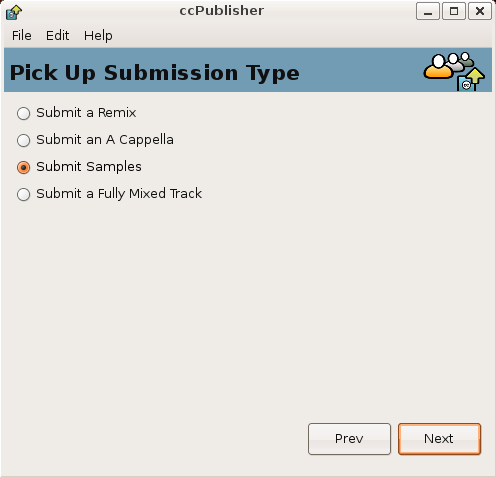 ccPublisher
File Edit Help
Pick Up Submission Type
Submit a Remix
Submit an A Cappella
Submit Samples
Submit a Fully Mixed Track
Prev Next